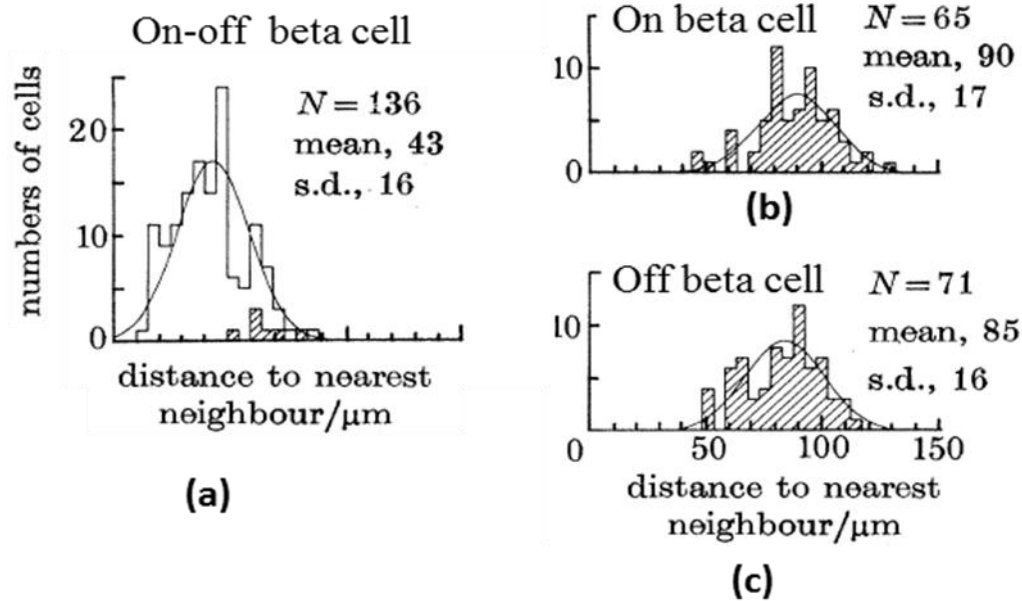 On-off beta cell
numbers of cells
20
10
0
N = 136
mean, 43
s.d., 16
distance to nearest
neighbour/μm
(a)
On beta cell
10
0
N = 65
mean, 90
s.d., 17
(b)
Off beta cell
10
N = 71
mean, 85
s.d., 16
0 50 100 150
distance to nearest
neighbour/μm
(c)